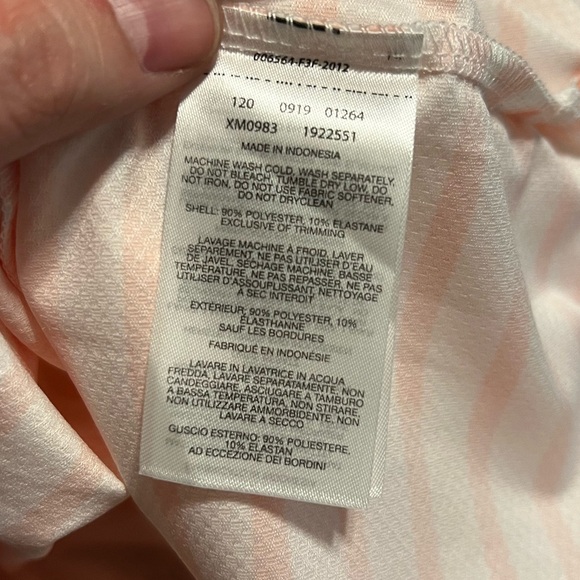 006564-F3F-2012
120 0919 01264
XM0983 1922551
MADE IN INDONESIA
MACHINE WASH COLD, WASH SEPARATELY,
DO NOT BLEACH, TUMBLE DRY LOW, DO
NOT IRON, DO NOT USE FABRIC SOFTENER,
DO NOT DRYCLEAN
SHELL: 90% POLYESTER, 10% ELASTANE
EXCLUSIVE OF TRIMMING
LAVAGE MACHINE À FROID, LAVER
SÉPAREMENT, NE PAS UTILISER D'EAU
DE JAVEL, SÉCHAGE MACHINE, BASSE
TEMPÉRATURE, NE PAS REPASSER, NE PAS
UTILISER D'ASSOUPLISSANT, NETTOYAGE
À SEC INTERDIT
EXTÉRIEUR: 90% POLYESTER, 10%
ÉLASTHANNE
SAUF LES BORDURES
FABRIQUÉ EN INDONÉSIE
LAVARE IN LAVATRICE IN ACQUA
FREDDA, LAVARE SEPARATAMENTE, NON
CANDEGGIARE, ASCIUGARE A TAMBURO
A BASSA TEMPERATURA, NON STIRARE,
NON UTILIZZARE AMMORBIDENTE, NON
LAVARE A SECCO
GUSCIO ESTERNO: 90% POLIESTERE,
10% ELASTAN
AD ECCEZIONE DEI BORDINI